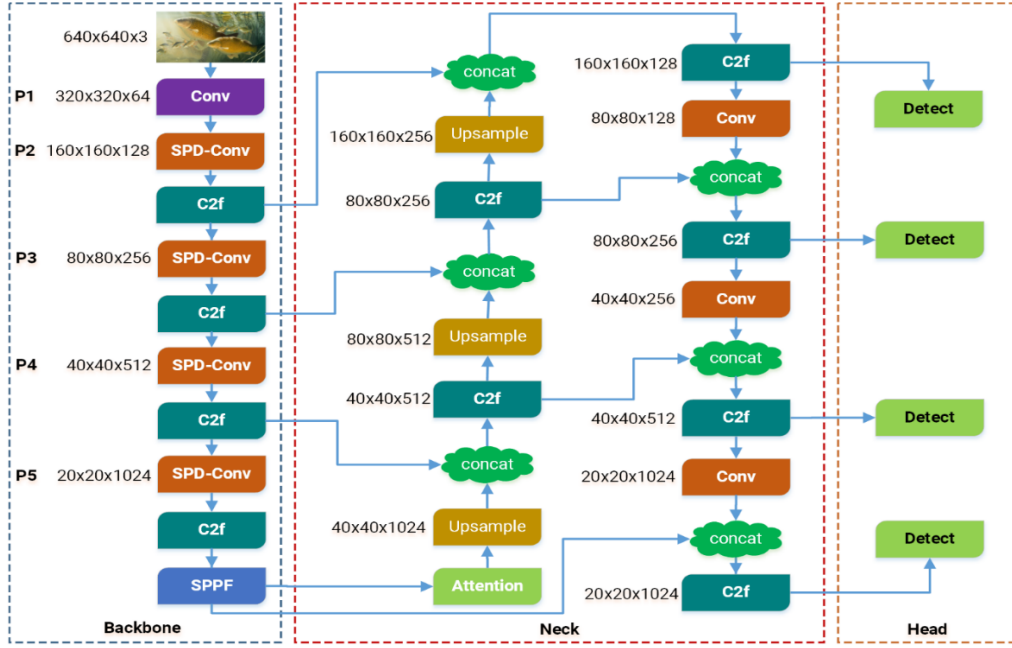 640x640x3
P1 320x320x64 Conv
P2 160x160x128 SPD-Conv
C2f
P3 80x80x256 SPD-Conv
C2f
P4 40x40x512 SPD-Conv
C2f
P5 20x20x1024 SPD-Conv
C2f
SPPF
Backbone
concat
160x160x256 Upsample
80x80x256 C2f
concat
80x80x512 Upsample
40x40x512 C2f
concat
40x40x1024 Upsample
Attention
160x160x128 C2f
80x80x128 Conv
concat
80x80x256 C2f
40x40x256 Conv
concat
40x40x512 C2f
20x20x1024 Conv
concat
20x20x1024 C2f
Neck
Detect
Detect
Detect
Detect
Head